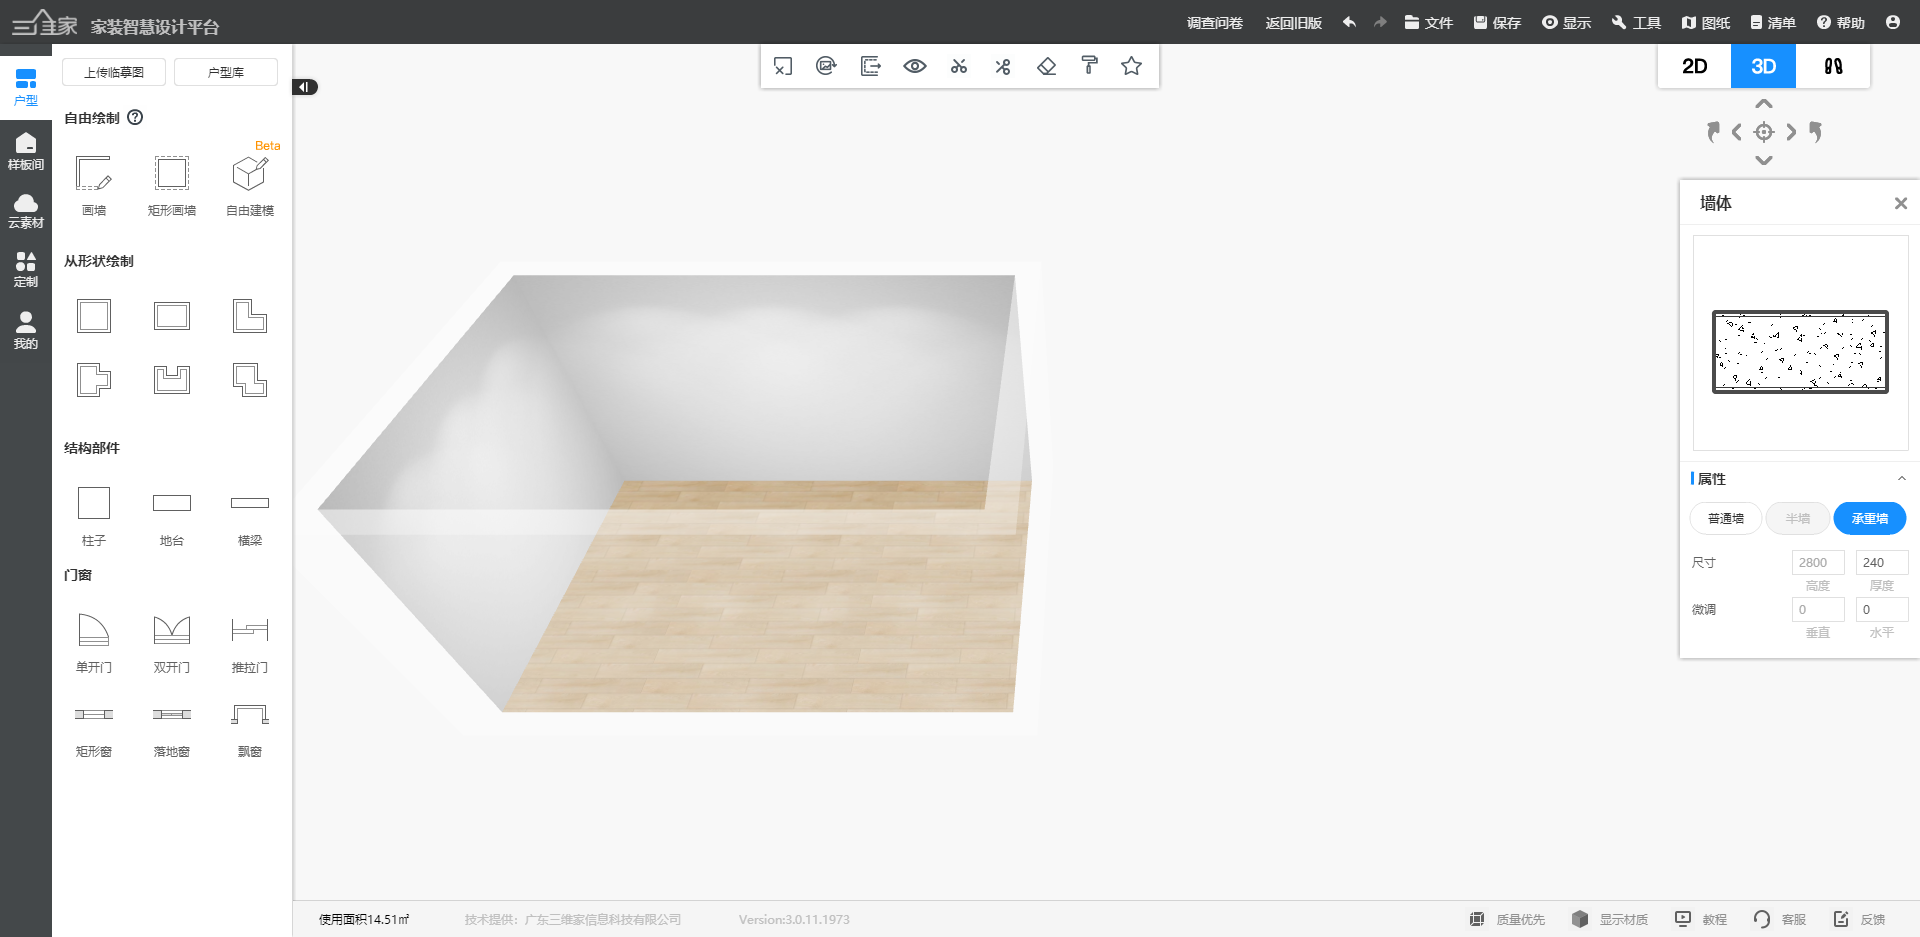 三维家 家装智慧设计平台
调查问卷 返回旧版 文件 保存 显示 工具 图纸 清单 帮助
2D 3D
户型
样板间
云素材
定制
我的
上传临摹图 户型库
自由绘制
Beta
画墙 矩形画墙 自由建模
从形状绘制
结构部件
柱子 地台 横梁
门窗
单开门 双开门 推拉门
矩形窗 落地窗 飘窗
墙体
属性
普通墙 半墙 承重墙
尺寸 2800 240
高度 厚度
微调 0 0
垂直 水平
使用面积14.51㎡ 技术提供：广东三维家信息科技有限公司 Version:3.0.11.1973
质量优先 显示材质 教程 客服 反馈